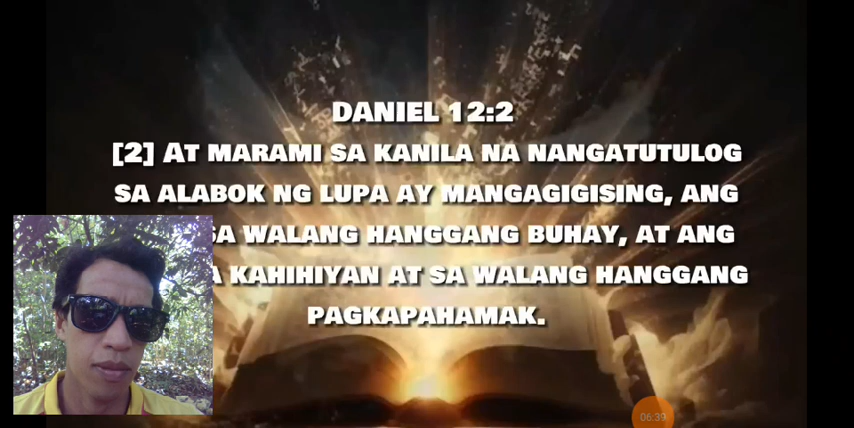 DANIEL 12:2
[2] AT MARAMI SA KANILA NA NANGATUTULOG
SA ALABOK NG LUPA AY MANGAGIGISING, ANG
SA WALANG HANGGANG BUHAY, AT ANG
KAHIHIYAN AT SA WALANG HANGGANG
PAGKAPAHAMAK.
06:39